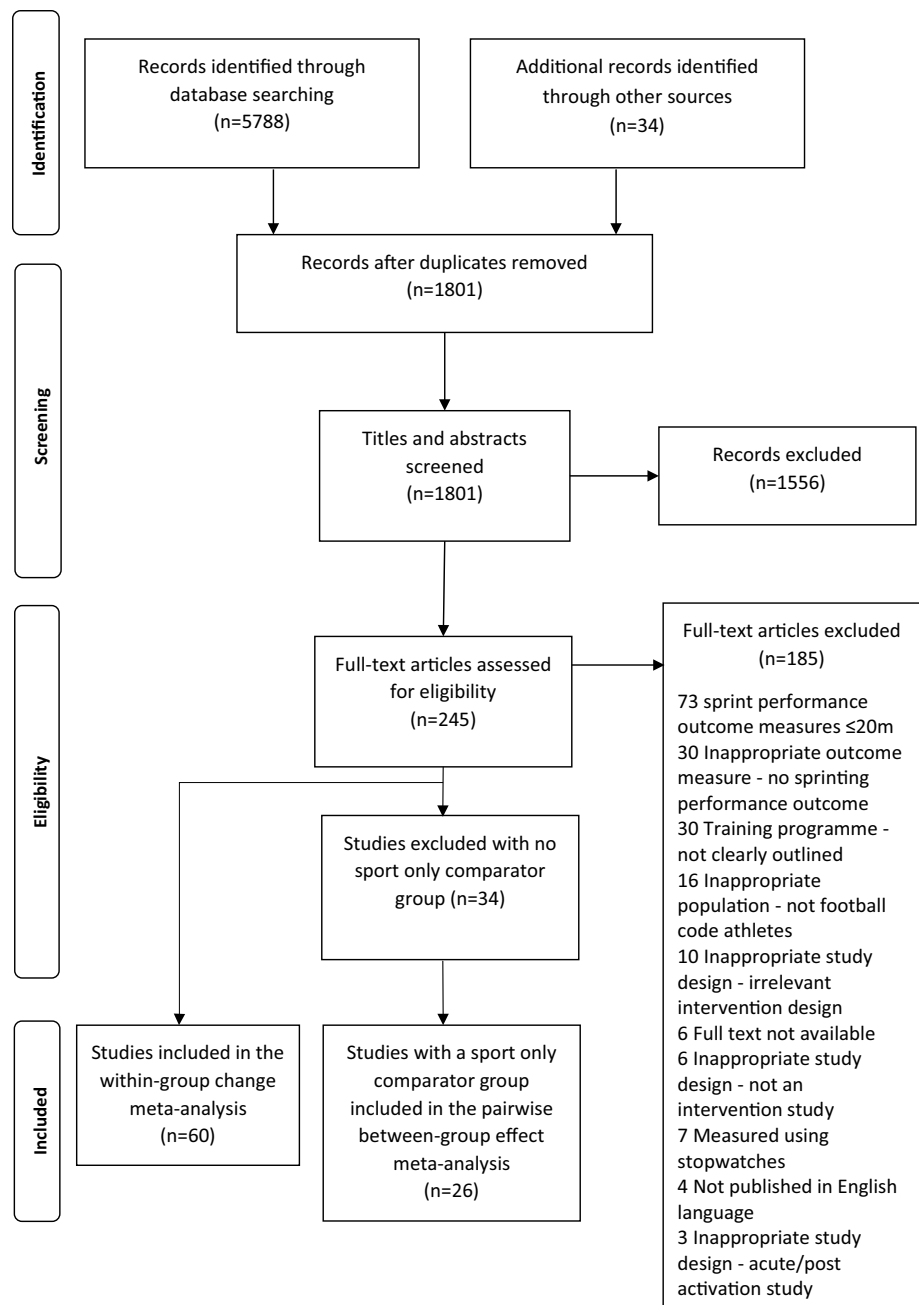 Identification
Records identified through
database searching
(n=5788)
Additional records identified
through other sources
(n=34)
Records after duplicates removed
(n=1801)
Screening
Titles and abstracts
screened
(n=1801)
Records excluded
(n=1556)
Eligibility
Full-text articles assessed
for eligibility
(n=245)
Full-text articles excluded
(n=185)
73 sprint performance
outcome measures ≤20m
30 Inappropriate outcome
measure - no sprinting
performance outcome
30 Training programme -
not clearly outlined
16 Inappropriate
population - not football
code athletes
10 Inappropriate study
design - irrelevant
intervention design
6 Full text not available
6 Inappropriate study
design - not an
intervention study
7 Measured using
stopwatches
4 Not published in English
language
3 Inappropriate study
design - acute/post
activation study
Studies excluded with no
sport only comparator
group (n=34)
Included
Studies included in the
within-group change
meta-analysis
(n=60)
Studies with a sport only
comparator group
included in the pairwise
between-group effect
meta-analysis
(n=26)